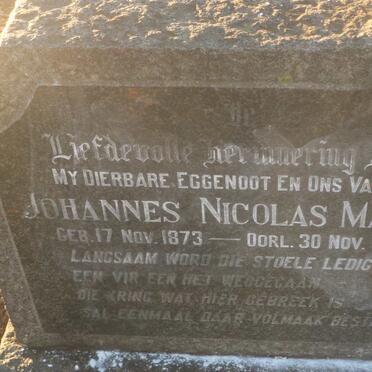 IN
Liefdevolle herinnering
MY DIERBARE EGGENOOT EN ONS VA
JOHANNES NICOLAS MA
GEB. 17 NOV. 1873 — OORL. 30 NOV.
LANGSAAM WORD DIE STOELE LEDIG
EEN VIR EEN HET WEGGEGAAN
DIE KRING WAT HIER GEBREEK IS
SAL EENMAAL DAAR VOLMAAK BEST